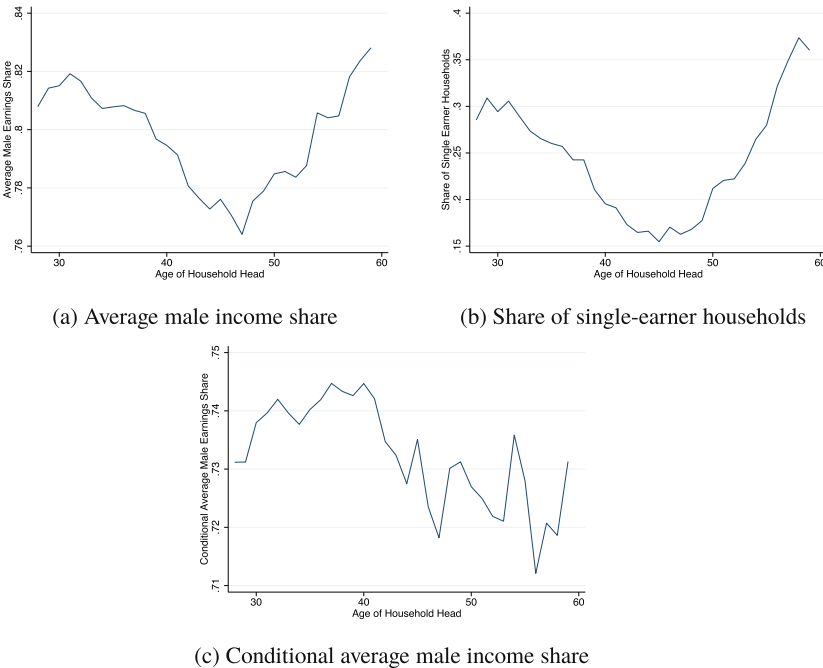 .84
.82
.8
.78
.76
Average Male Earnings Share
30 40 50 60
Age of Household Head
(a) Average male income share
.4
.35
.3
.25
.2
.15
Share of Single Earner Households
30 40 50 60
Age of Household Head
(b) Share of single-earner households
.75
.74
.73
.72
.71
Conditional Average Male Earnings Share
30 40 50 60
Age of Household Head
(c) Conditional average male income share